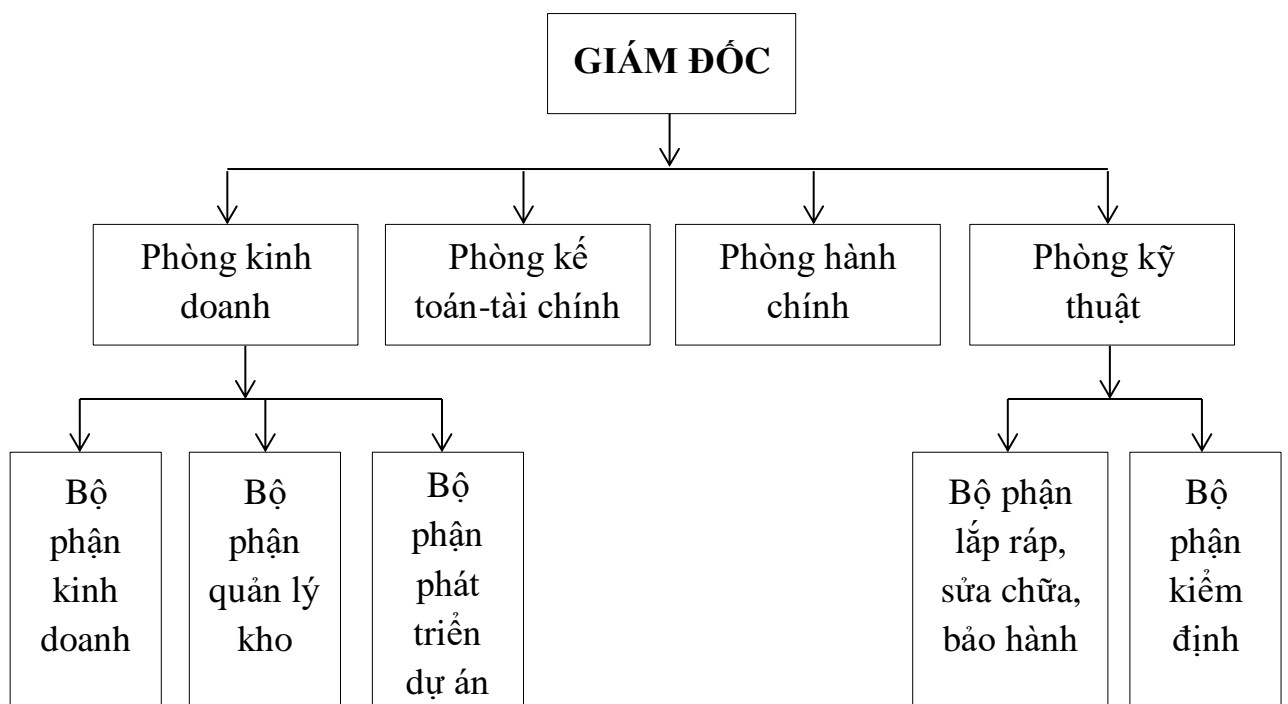 GIÁM ĐỐC
Phòng kinh
doanh
Phòng kế
toán-tài chính
Phòng hành
chính
Phòng kỹ
thuật
Bộ
phận
kinh
doanh
Bộ
phận
quản lý
kho
Bộ
phận
phát
triển
dự án
Bộ phận
lắp ráp,
sửa chữa,
bảo hành
Bộ
phận
kiểm
định